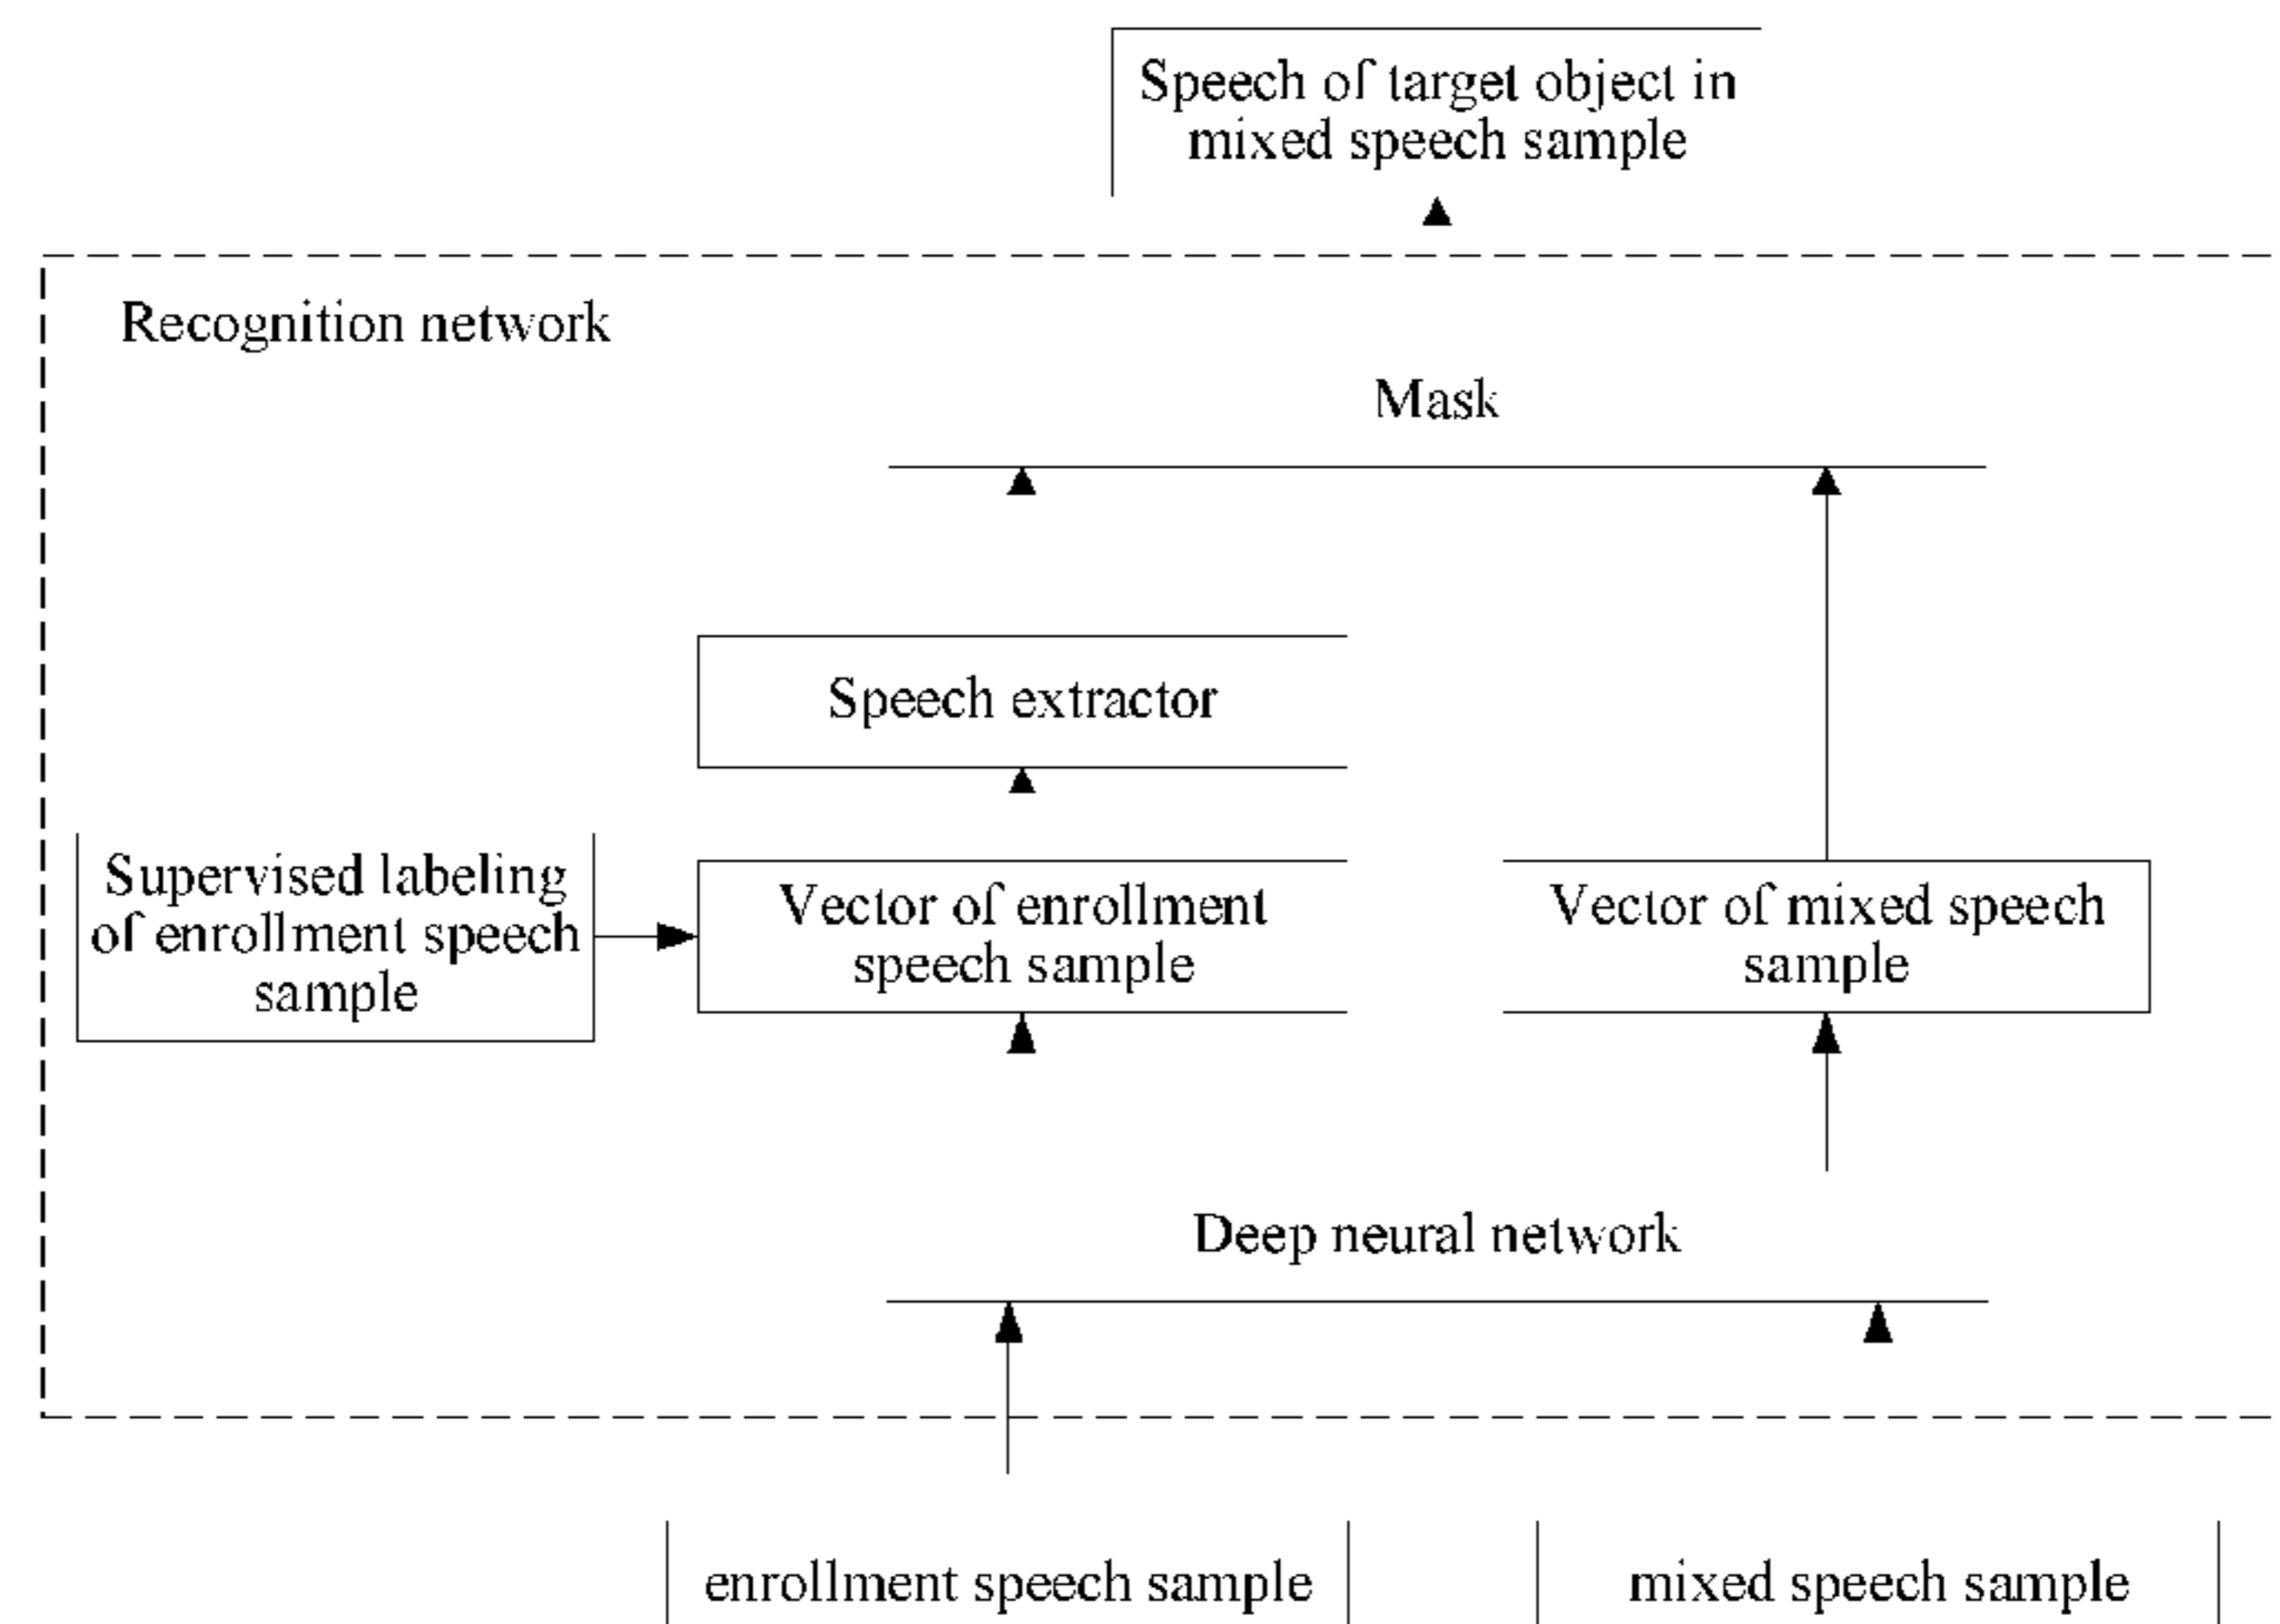 Speech of target object in
mixed speech sample
Recognition network
Mask
Speech extractor
Supervised labeling
of enrollment speech
sample
Vector of enrollment
speech sample
Vector of mixed speech
sample
Deep neural network
enrollment speech sample
mixed speech sample